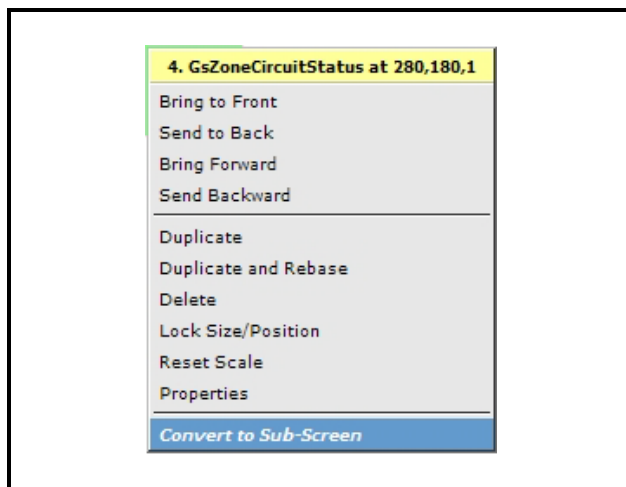 4. GsZoneCircuitStatus at 280,180,1
Bring to Front
Send to Back
Bring Forward
Send Backward
Duplicate
Duplicate and Rebase
Delete
Lock Size/Position
Reset Scale
Properties
Convert to Sub-Screen